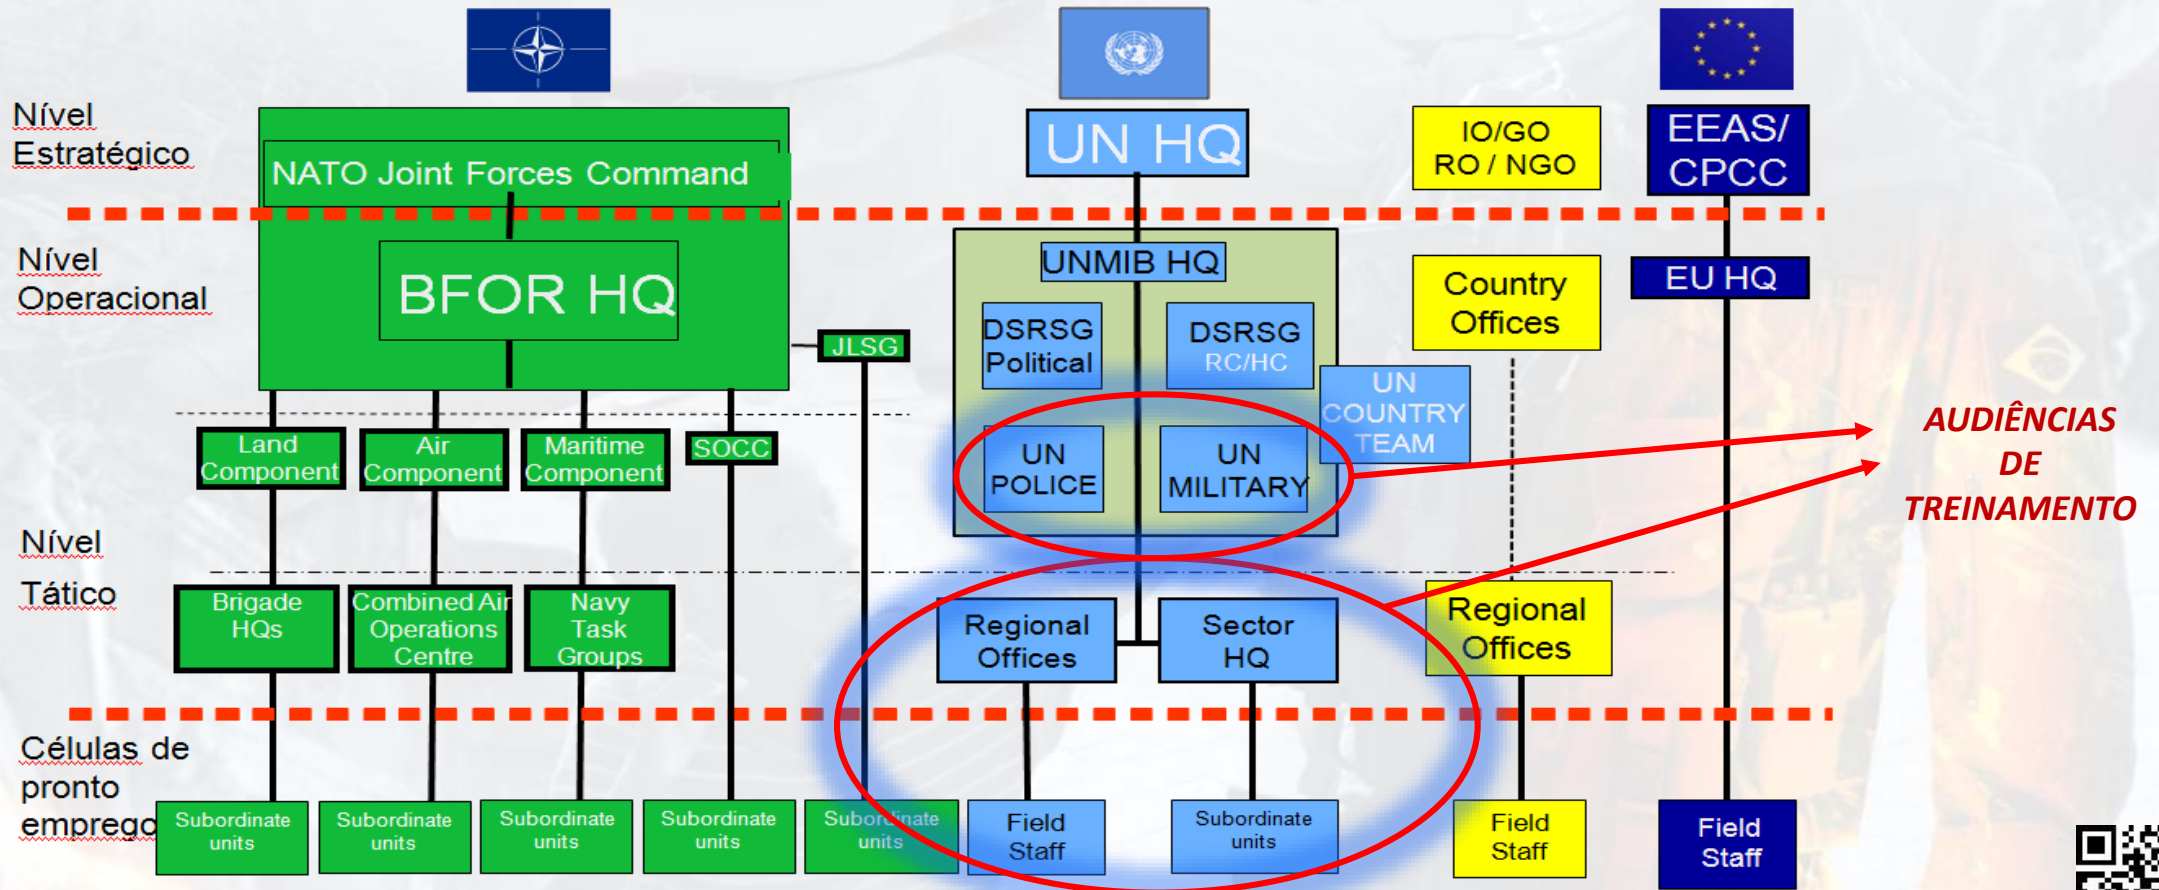 Nível
Estratégico
NATO Joint Forces Command
UN HQ
IO/GO
RO / NGO
EEAS/
CPCC
Nível
Operacional
BFOR HQ
JLSG
UNMIB HQ
DSRSG
Political
DSRSG
RC/HC
Country
Offices
EU HQ
UN
COUNTRY
TEAM
Land
Component
Air
Component
Maritime
Component
SOCC
UN
POLICE
UN
MILITARY
AUDIÊNCIAS
DE
TREINAMENTO
Nível
Tático
Brigade
HQs
Combined Air
Operations
Centre
Navy
Task
Groups
Regional
Offices
Sector
HQ
Regional
Offices
Células de
pronto
emprego
Subordinate
units
Subordinate
units
Subordinate
units
Subordinate
units
Subordinate
units
Field
Staff
Subordinate
units
Field
Staff
Field
Staff